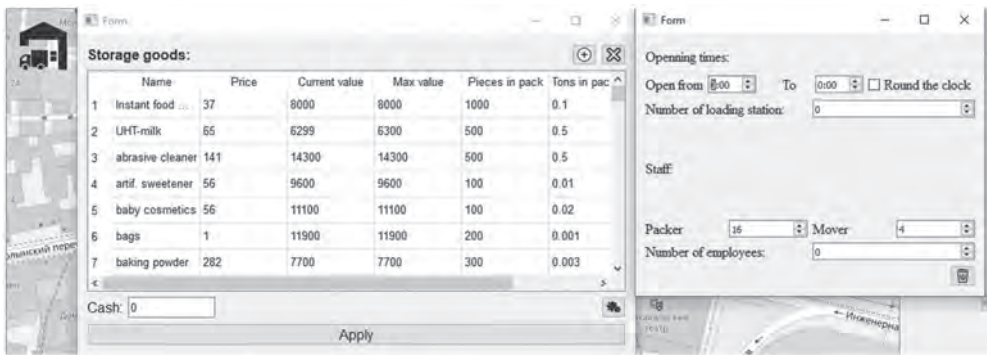 Form
Storage goods:
Name Price Current value Max value Pieces in pack Tons in pac
1 Instant food ... 37 8000 8000 1000 0.1
2 UHT-milk 65 6299 6300 500 0.5
3 abrasive cleaner 141 14300 14300 500 0.5
4 artif. sweetener 56 9600 9600 100 0.01
5 baby cosmetics 56 11100 11100 100 0.02
6 bags 1 11900 11900 200 0.001
7 baking powder 282 7700 7700 300 0.003
Cash: 0
Apply
Form
Openning times:
Open from 0:00 To 0:00 Round the clock
Number of loading station: 0
Staff:
Packer 16 Mover 4
Number of employees: 0
Инженерна